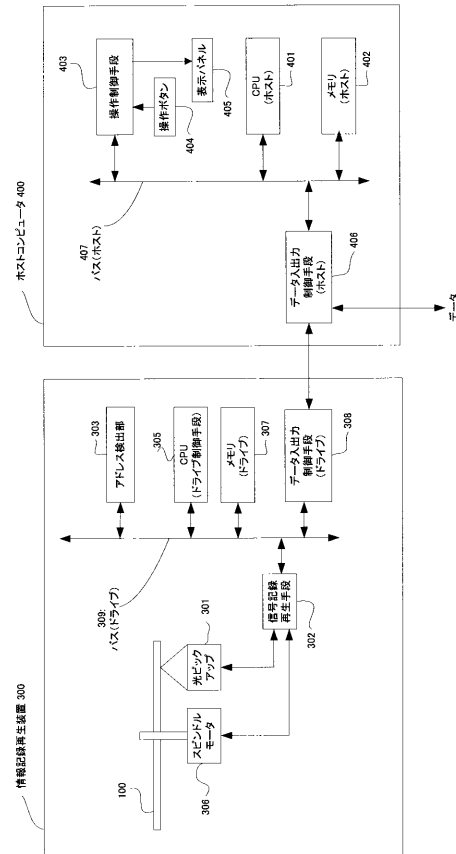 情報記録再生装置 300
100
スピンドル
モータ
306
光ピック
アップ
301
信号記録
再生手段
302
309:
バス(ドライブ)
アドレス検出部
303
CPU
(ドライブ制御手段)
305
メモリ
(ドライブ)
307
データ入出力
制御手段
(ドライブ)
308
ホストコンピュータ 400
407
バス(ホスト)
操作制御手段
403
操作ボタン
404
表示パネル
405
CPU
(ホスト)
401
メモリ
(ホスト)
402
データ入出力
制御手段
(ホスト)
406
データ